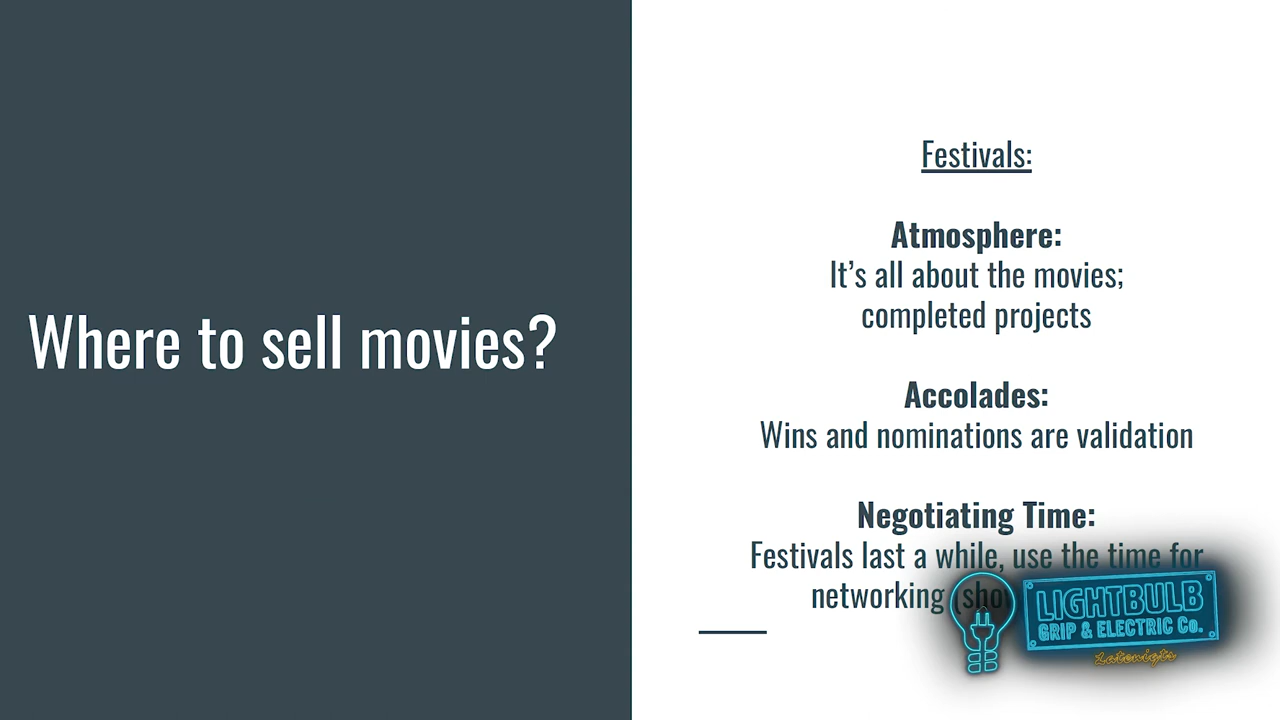 Where to sell movies?
Festivals:
Atmosphere:
It's all about the movies;
completed projects
Accolades:
Wins and nominations are validation
Negotiating Time:
Festivals last a while, use the time for
networking
LIGHTBULB
GRIP & ELECTRIC Co.